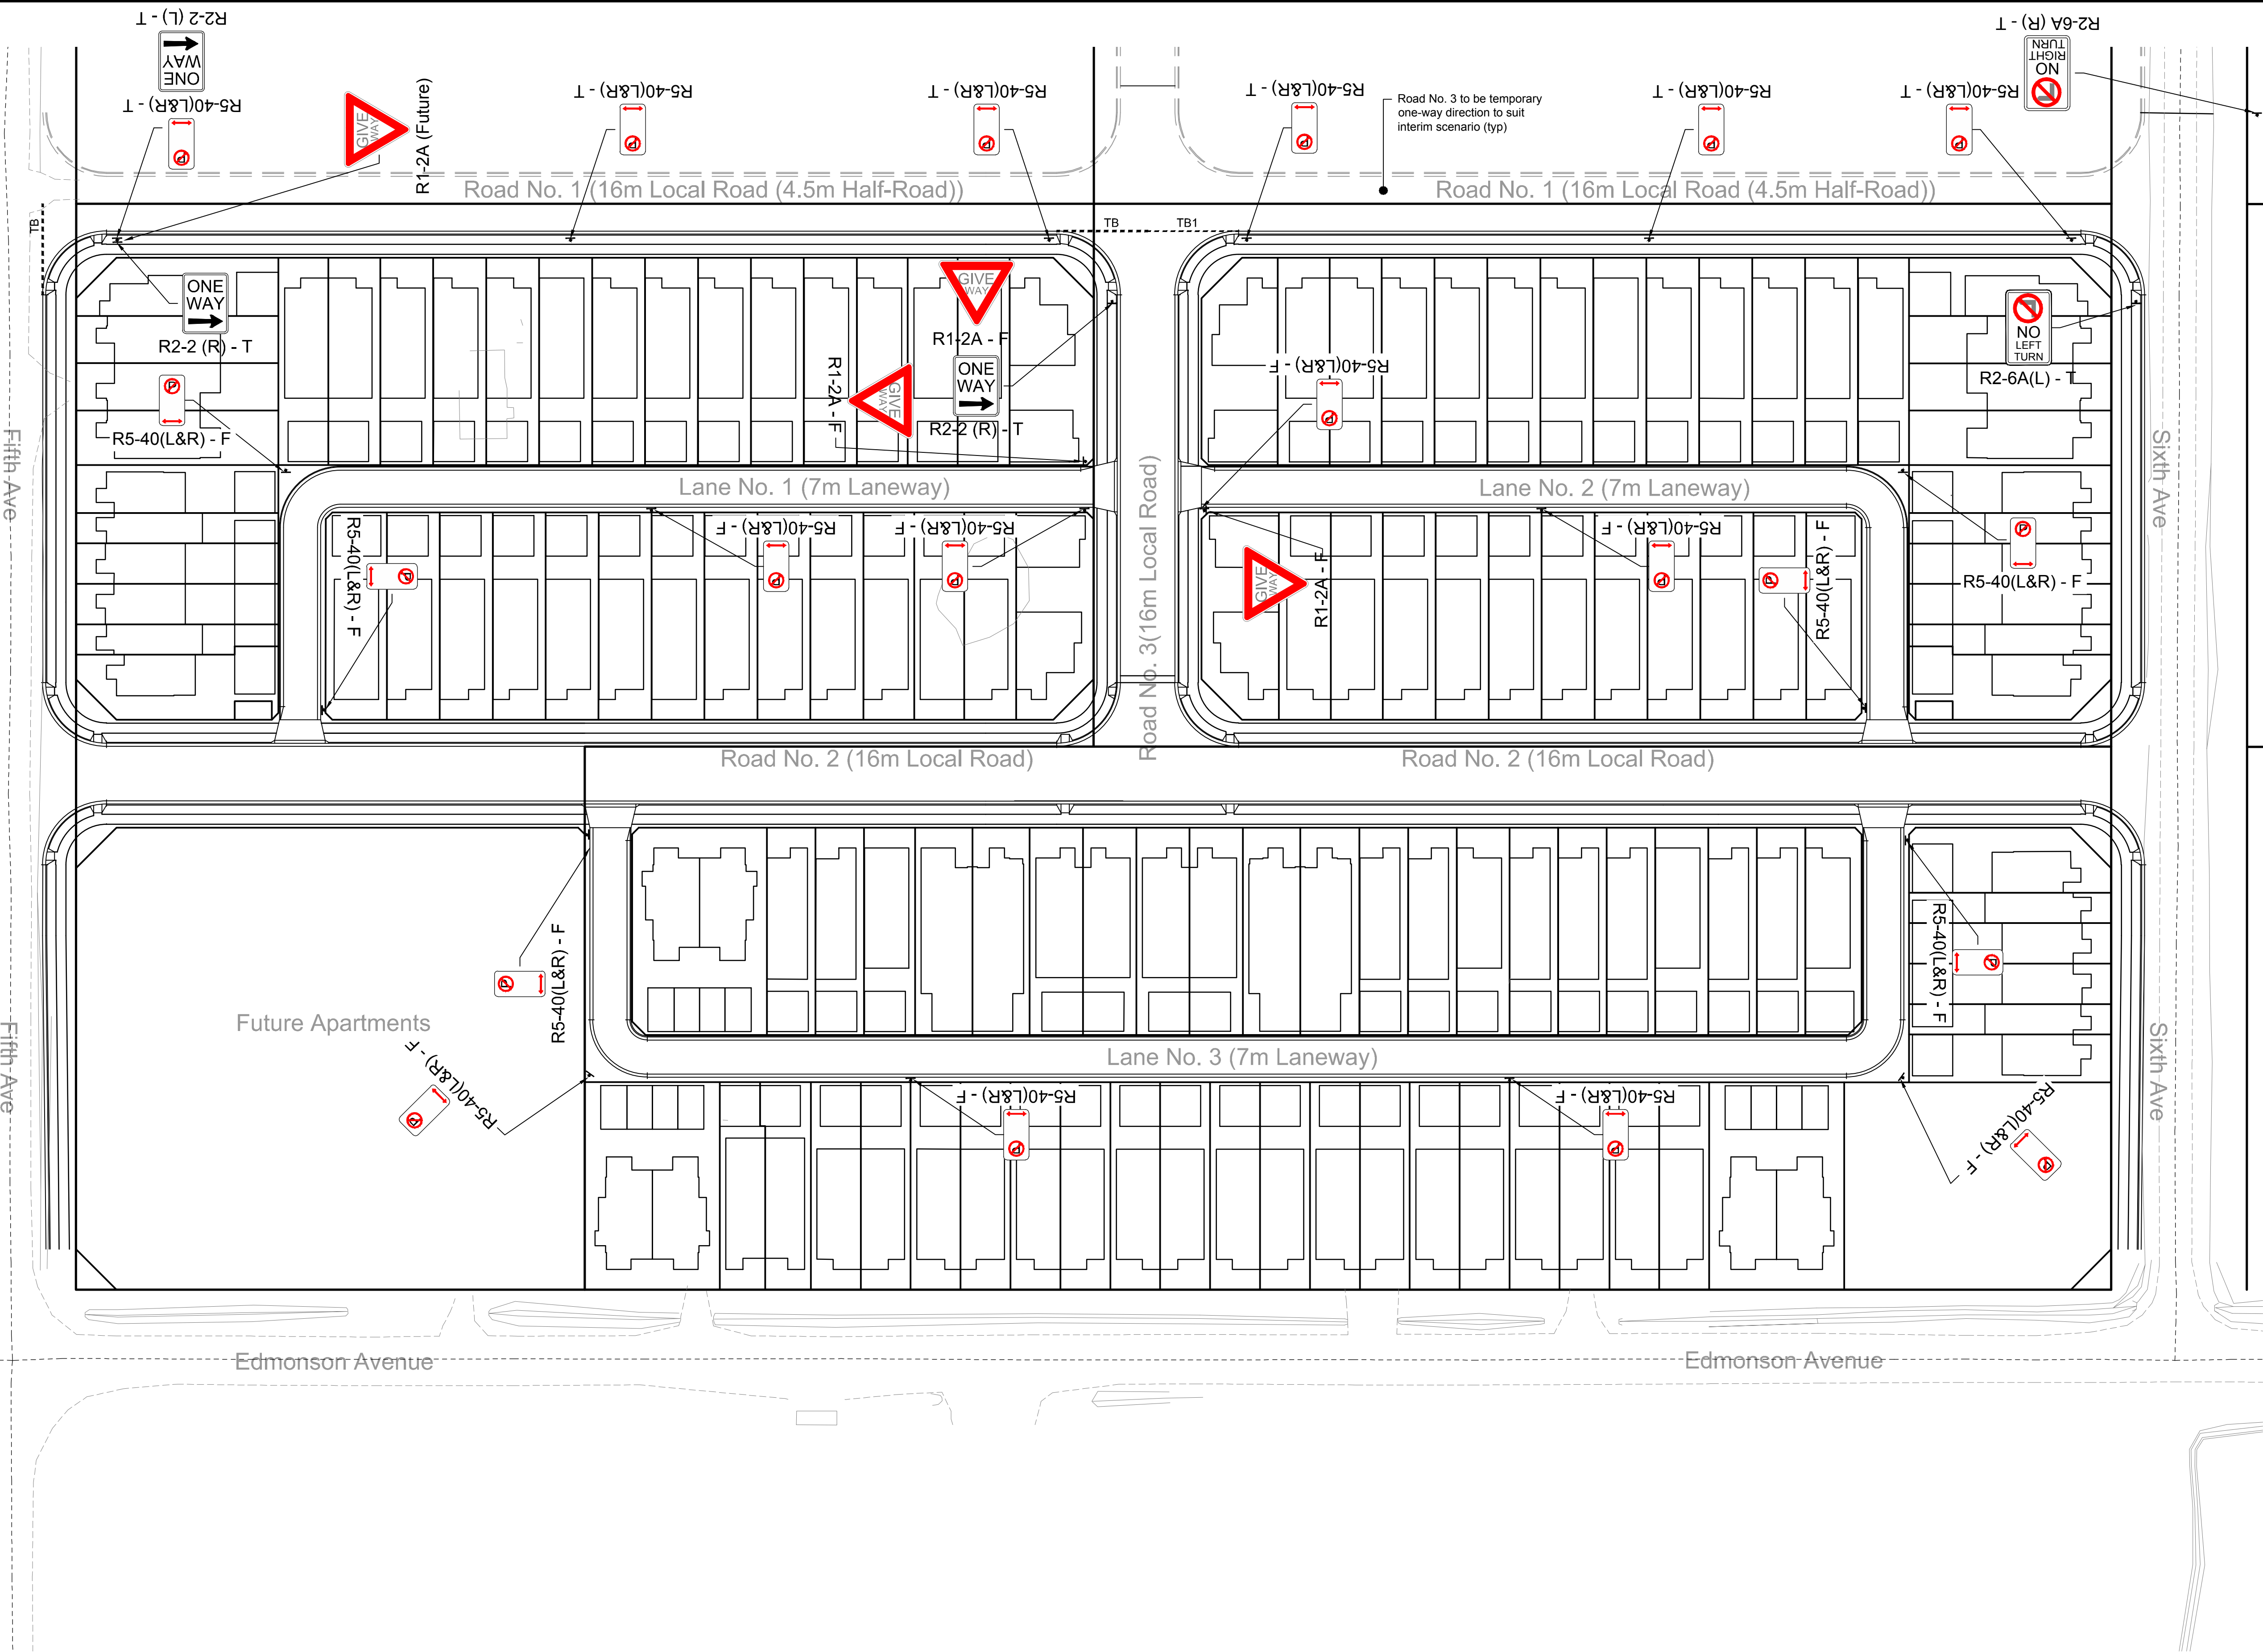 R2-2 (L) - T
ONE
WAY
R5-40(L&R) - T
GIVE
WAY
R1-2A (Future)
R5-40(L&R) - T
R5-40(L&R) - T
R5-40(L&R) - T
Road No. 3 to be temporary
one-way direction to suit
interim scenario (typ)
R5-40(L&R) - T
R5-40(L&R) - T
R2-6A (R) - T
NO
RIGHT
TURN
Road No. 1 (16m Local Road (4.5m Half-Road))
Road No. 1 (16m Local Road (4.5m Half-Road))
TB
TB
TB1
ONE
WAY
R2-2 (R) - T
P
R5-40(L&R) - F
GIVE
WAY
R1-2A - F
ONE
WAY
R2-2 (R) - T
GIVE
WAY
R1-2A - F
R5-40(L&R) - F
NO
LEFT
TURN
R2-6A(L) - T
Fifth Ave
Sixth Ave
Lane No. 1 (7m Laneway)
Lane No. 2 (7m Laneway)
Road No. 3(16m Local Road)
R5-40(L&R) - F
R5-40(L&R) - F
R5-40(L&R) - F
GIVE
WAY
R1-2A - F
R5-40(L&R) - F
R5-40(L&R) - F
P
R5-40(L&R) - F
Road No. 2 (16m Local Road)
Road No. 2 (16m Local Road)
R5-40(L&R) - F
R5-40(L&R) - F
Future Apartments
R5-40(L&R) - F
Fifth Ave
Sixth Ave
Lane No. 3 (7m Laneway)
R5-40(L&R) - F
R5-40(L&R) - F
R5-40(L&R) - F
Edmonson Avenue
Edmonson Avenue